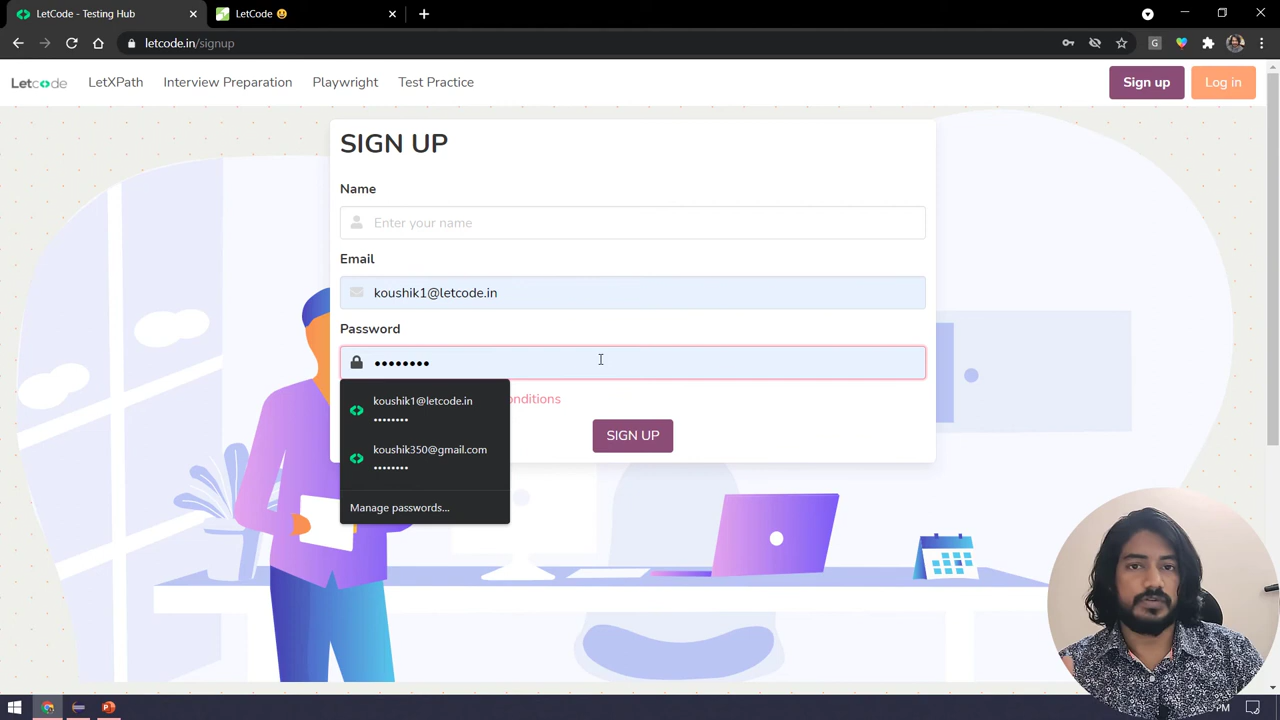 LetCode - Testing Hub
LetCode 😃
letcode.in/signup
Letcode
LetXPath
Interview Preparation
Playwright
Test Practice
Sign up
Log in
SIGN UP
Name
Enter your name
Email
koushik1@letcode.in
Password
••••••••
koushik1@letcode.in
••••••••
onditions
koushik350@gmail.com
••••••••
SIGN UP
Manage passwords...
PM